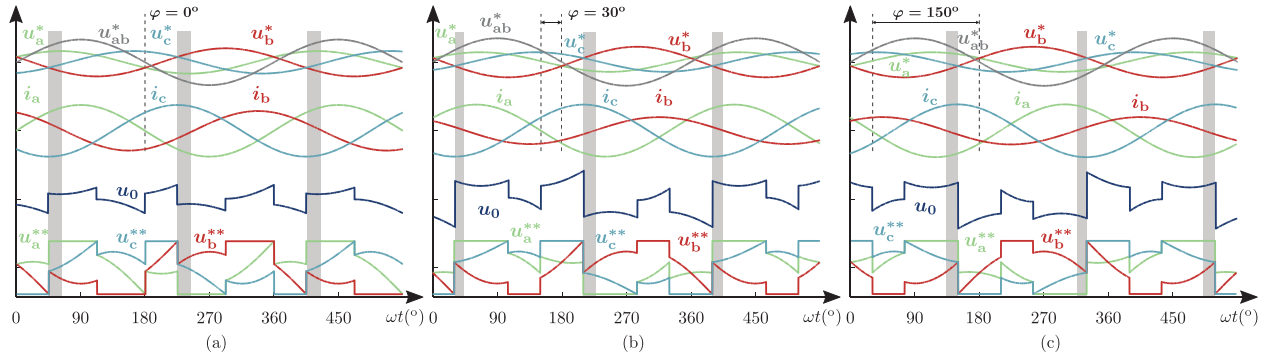 φ = 0°
u*a u*ab u*c u*b
ia ic ib
u0
u**a u**c u**b
0 90 180 270 360 450 ωt(°)
(a)
φ = 30°
u*a u*ab u*c u*b
ia ic ib
u0
u**a u**c u**b
0 90 180 270 360 450 ωt(°)
(b)
φ = 150°
u*a u*ab u*b u*c
ic ia ib
u0
u**c u**a u**b
0 90 180 270 360 450 ωt(°)
(c)